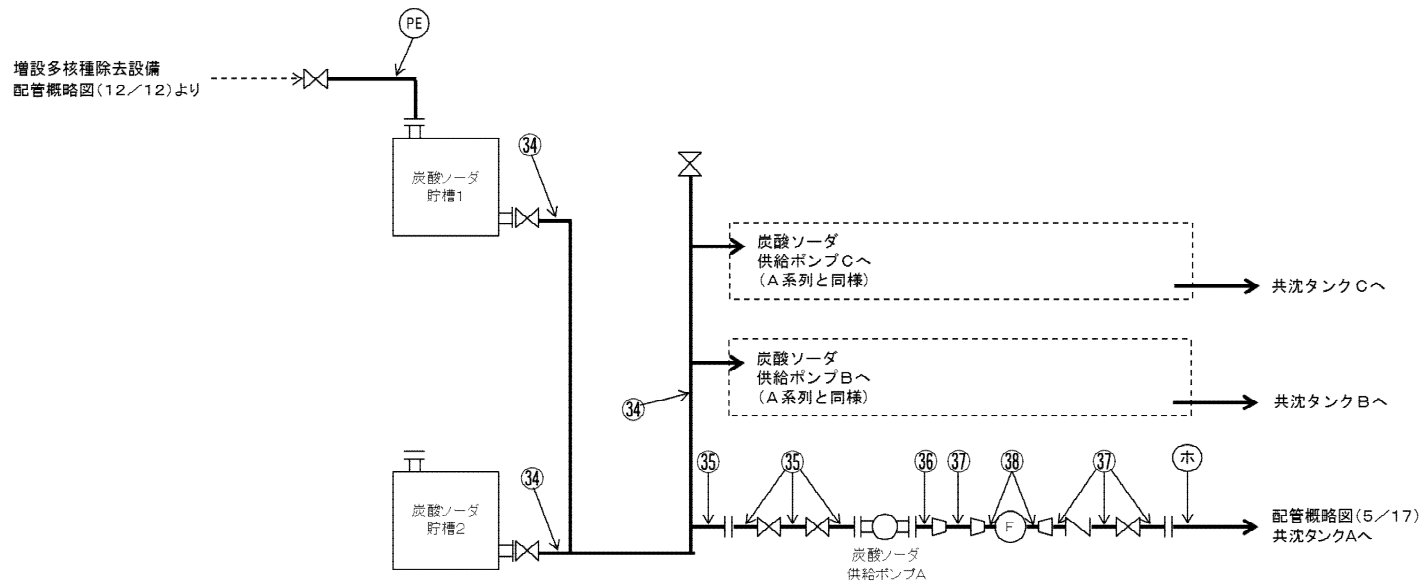 PE
増設多核種除去設備
配管概略図(12/12)より
炭酸ソーダ
貯槽1
㉞
炭酸ソーダ
供給ポンプCへ
(A系列と同様)
共沈タンクCへ
炭酸ソーダ
供給ポンプBへ
(A系列と同様)
共沈タンクBへ
㉞
炭酸ソーダ
貯槽2
㉞
㉟
㉟
㊱
㊲
㊳
㊲
ホ
F
炭酸ソーダ
供給ポンプA
配管概略図(5/17)
共沈タンクAへ